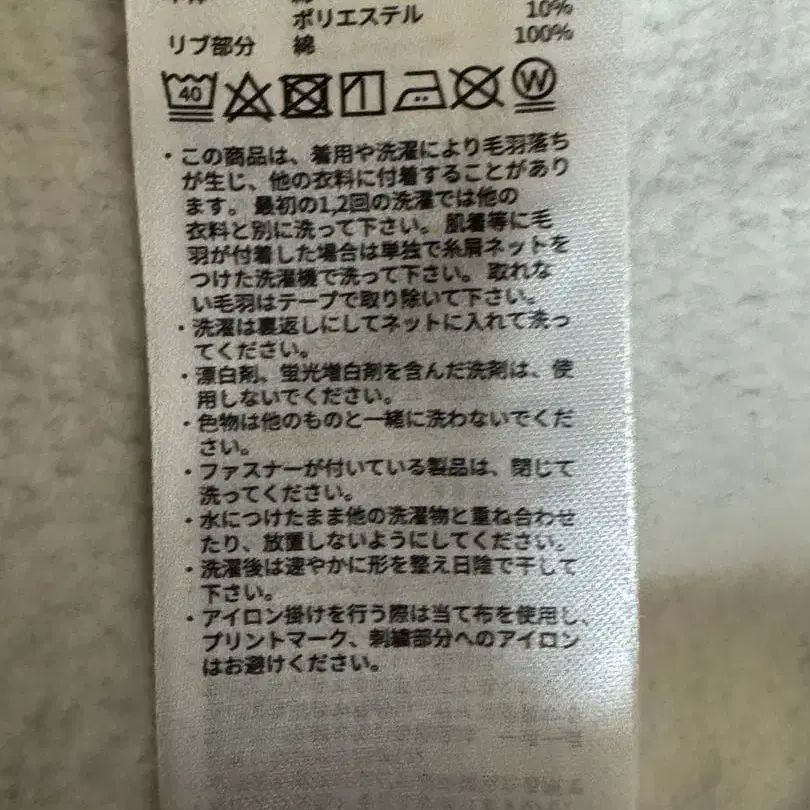 ポリエステル 10%
リブ部分 綿 100%
40 W
・この商品は、着用や洗濯により毛羽落ち
が生じ、他の衣料に付着することがあり
ます。最初の1,2回の洗濯では他の
衣料と別に洗って下さい。肌着等に毛
羽が付着した場合は単独で糸屑ネットを
つけた洗濯機で洗って下さい。取れな
い毛羽はテープで取り除いて下さい。
・洗濯は裏返しにしてネットに入れて洗っ
てください。
・漂白剤、蛍光増白剤を含んだ洗剤は、使
用しないでください。
・色物は他のものと一緒に洗わないでくだ
さい。
・ファスナーが付いている製品は、閉じて
洗ってください。
・水につけたまま他の洗濯物と重ね合わせ
たり、放置しないようにしてください。
・洗濯後は速やかに形を整え日陰で干して
下さい。
・アイロン掛けを行う際は当て布を使用し、
プリントマーク、刺繍部分へのアイロン
はお避けください。